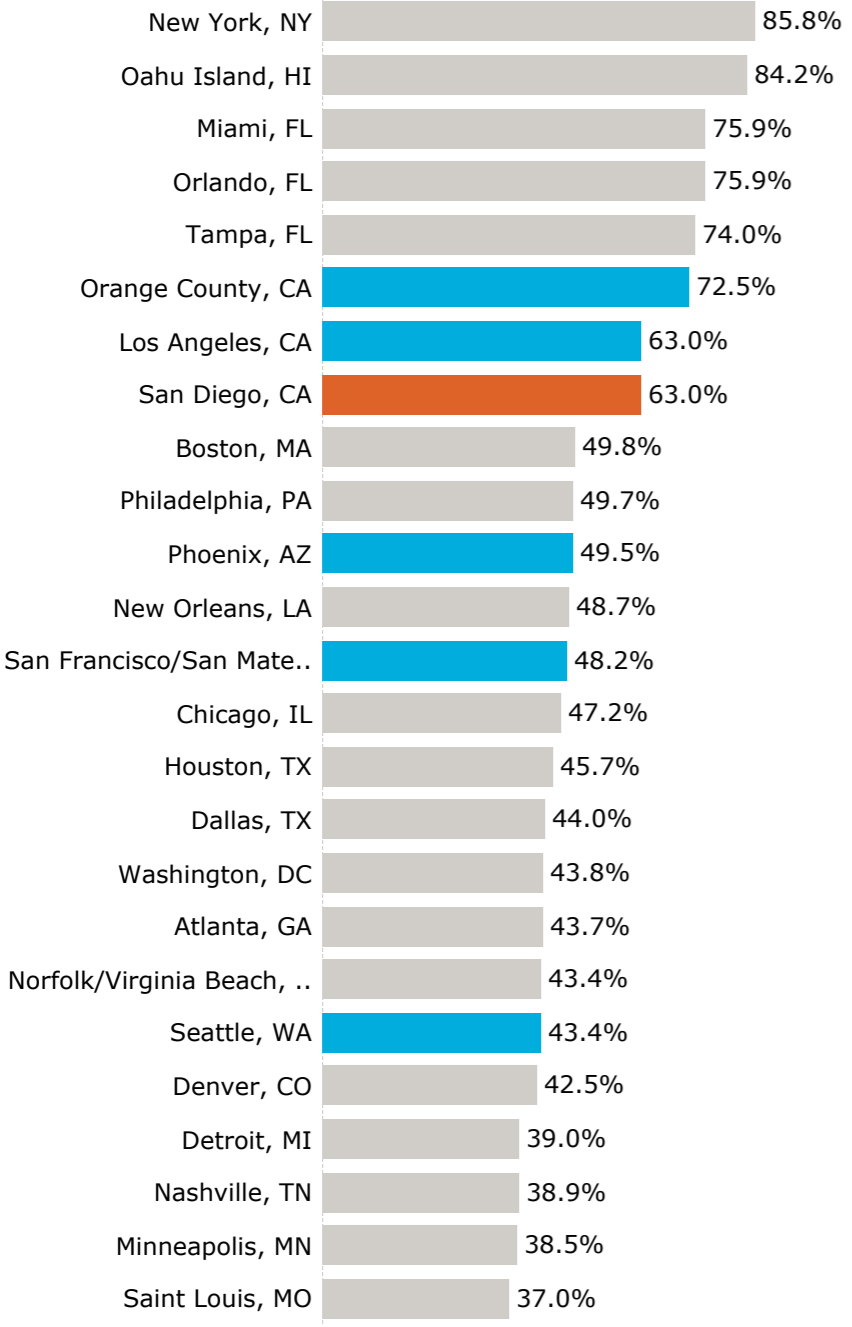 New York, NY 85.8%
Oahu Island, HI 84.2%
Miami, FL 75.9%
Orlando, FL 75.9%
Tampa, FL 74.0%
Orange County, CA 72.5%
Los Angeles, CA 63.0%
San Diego, CA 63.0%
Boston, MA 49.8%
Philadelphia, PA 49.7%
Phoenix, AZ 49.5%
New Orleans, LA 48.7%
San Francisco/San Mate.. 48.2%
Chicago, IL 47.2%
Houston, TX 45.7%
Dallas, TX 44.0%
Washington, DC 43.8%
Atlanta, GA 43.7%
Norfolk/Virginia Beach, .. 43.4%
Seattle, WA 43.4%
Denver, CO 42.5%
Detroit, MI 39.0%
Nashville, TN 38.9%
Minneapolis, MN 38.5%
Saint Louis, MO 37.0%